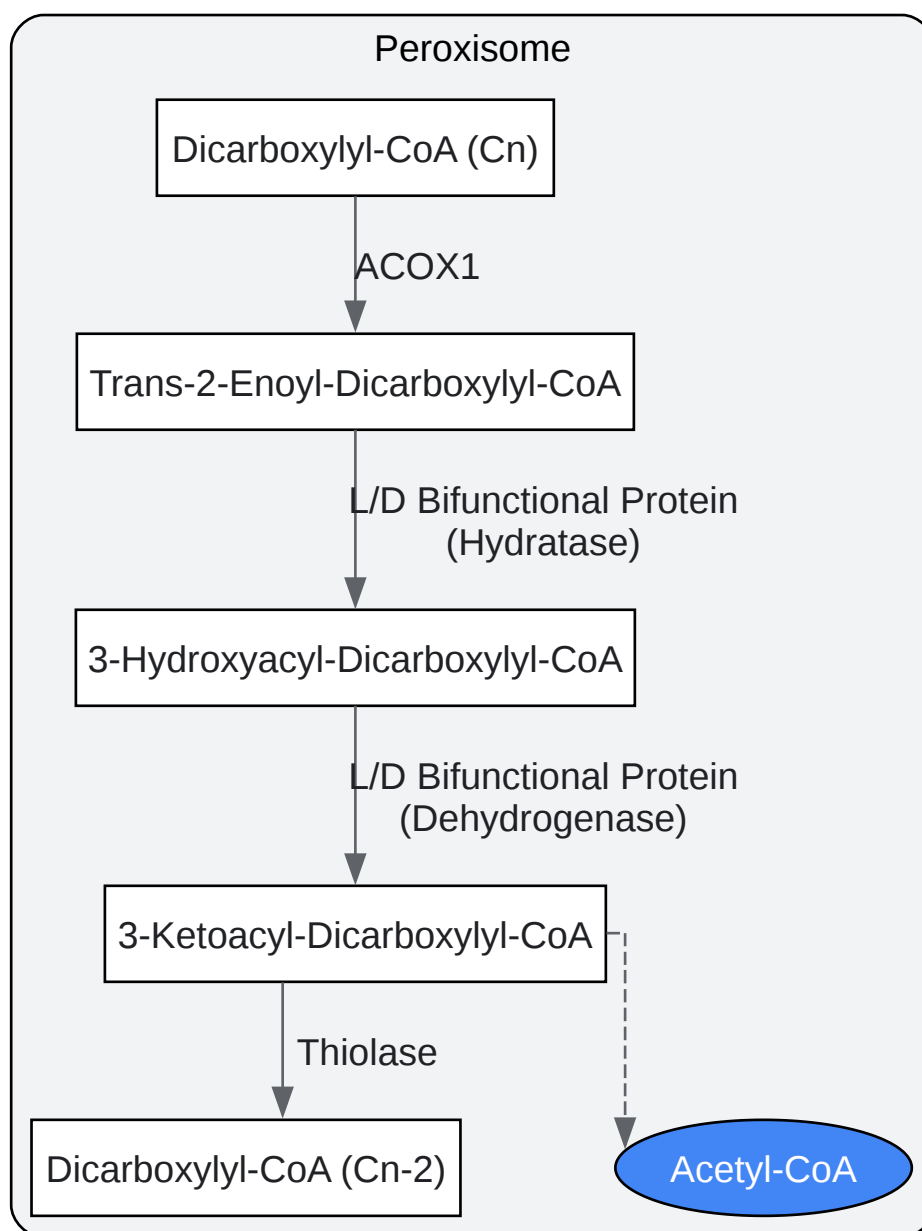 Peroxisome
Dicarboxylyl-CoA (Cn)
ACOX1
Trans-2-Enoyl-Dicarboxylyl-CoA
L/D Bifunctional Protein
(Hydratase)
3-Hydroxyacyl-Dicarboxylyl-CoA
L/D Bifunctional Protein
(Dehydrogenase)
3-Ketoacyl-Dicarboxylyl-CoA
Thiolase
Dicarboxylyl-CoA (Cn-2)
Acetyl-CoA